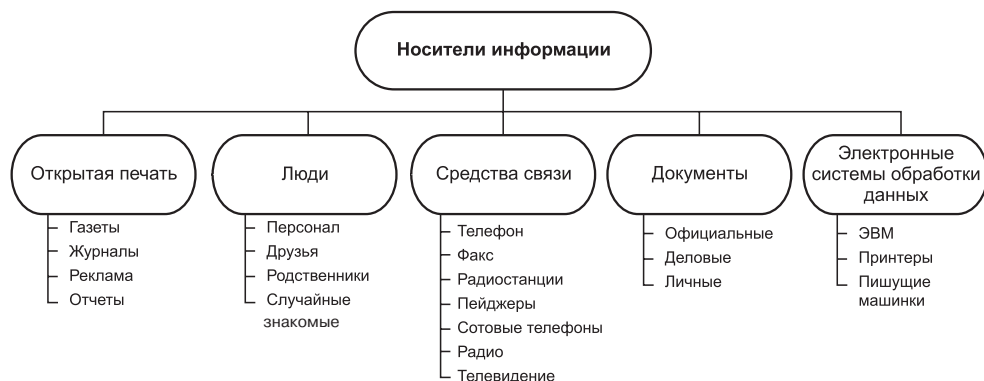 Носители информации
Открытая печать
Газеты
Журналы
Реклама
Отчеты
Люди
Персонал
Друзья
Родственники
Случайные
знакомые
Средства связи
Телефон
Факс
Радиостанции
Пейджеры
Сотовые телефоны
Радио
Телевидение
Документы
Официальные
Деловые
Личные
Электронные
системы обработки
данных
ЭВМ
Принтеры
Пишущие
машинки